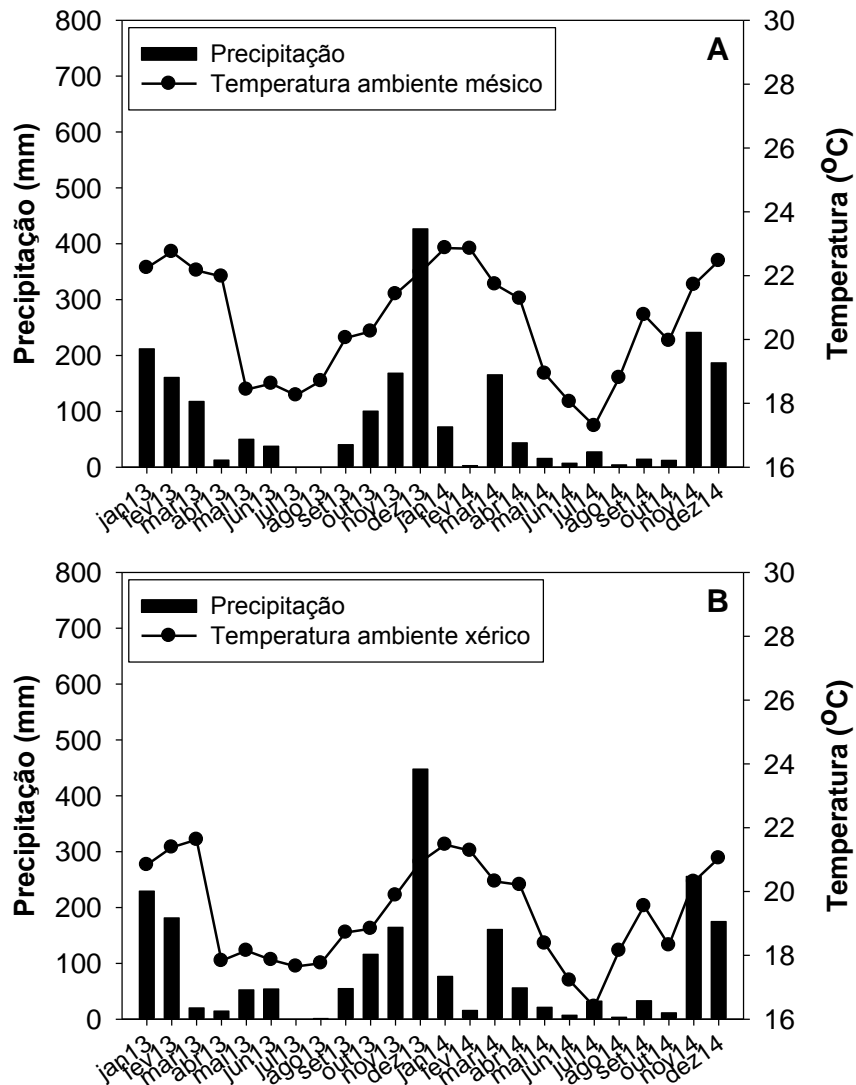 A
Precipitação
Temperatura ambiente mésico
Precipitação (mm)
800
700
600
500
400
300
200
100
0
Temperatura (ºC)
30
28
26
24
22
20
18
16
jan13
fev13
mar13
abr13
mai13
jun13
jul13
ago13
set13
out13
nov13
dez13
jan14
fev14
mar14
abr14
mai14
jun14
jul14
ago14
set14
out14
nov14
dez14
B
Precipitação
Temperatura ambiente xérico
Precipitação (mm)
800
700
600
500
400
300
200
100
0
Temperatura (ºC)
30
28
26
24
22
20
18
16
jan13
fev13
mar13
abr13
mai13
jun13
jul13
ago13
set13
out13
nov13
dez13
jan14
fev14
mar14
abr14
mai14
jun14
jul14
ago14
set14
out14
nov14
dez14